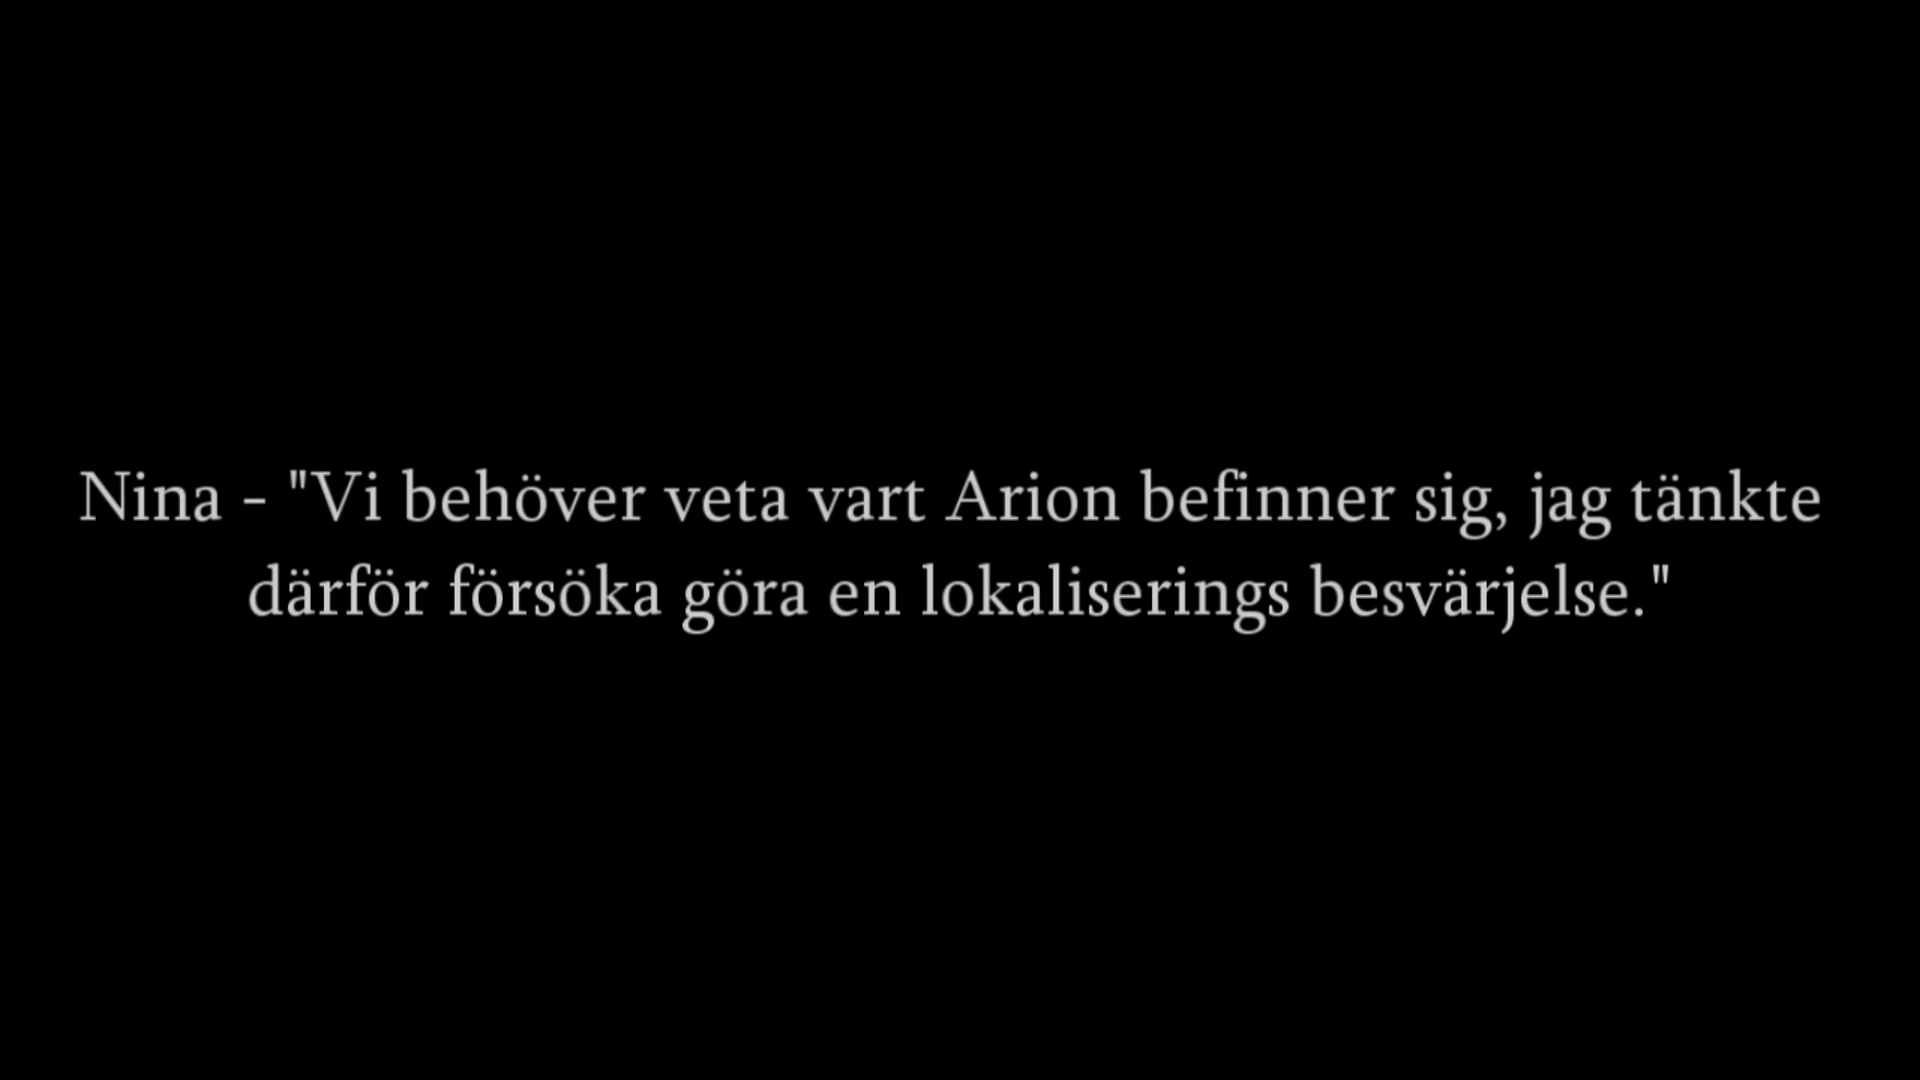 Nina - "Vi behöver veta vart Arion befinner sig, jag tänkte
därför försöka göra en lokaliserings besvärjelse."